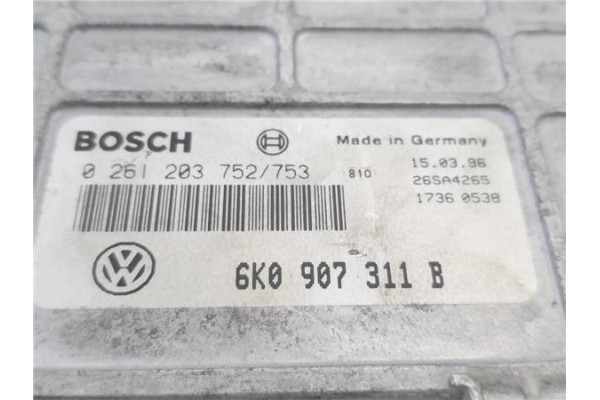 BOSCH
Made in Germany
0 261 203 752/753
810
15.03.96
26SA4265
1736 0538
VW
6K0 907 311 B